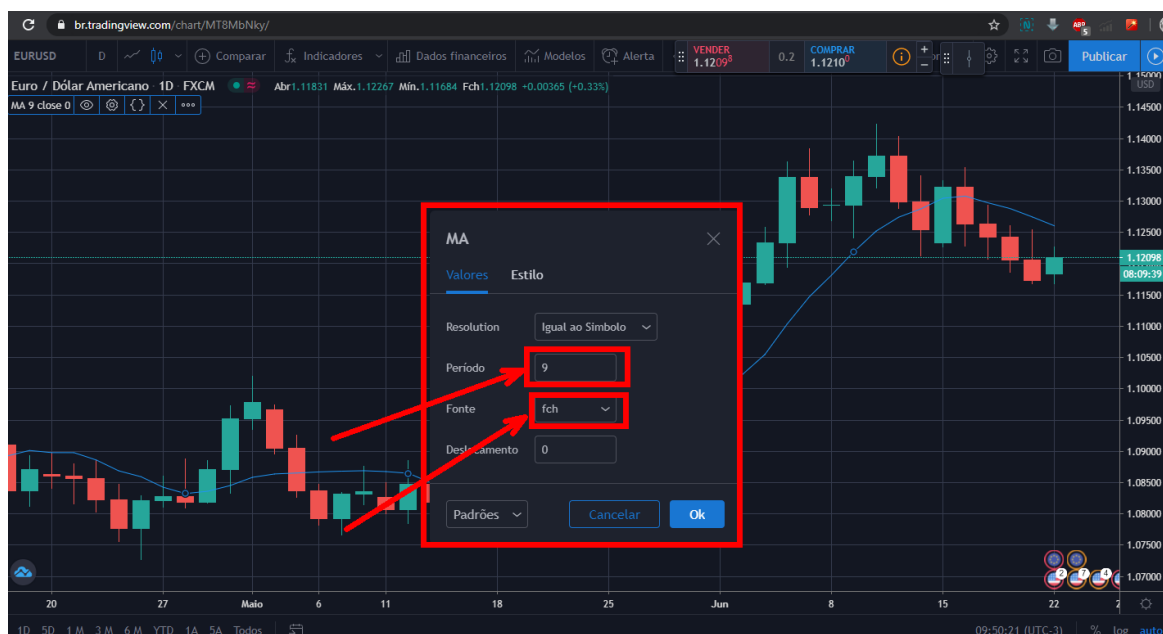 br.tradingview.com/chart/MT8MbNky/
ABP
5
EURUSD D Comparar Indicadores Dados financeiros Modelos Alerta VENDER 1.12098 0.2 COMPRAR 1.12100 Publicar
Euro / Dólar Americano · 1D · FXCM Abr1.11831 Máx.1.12267 Mín.1.11684 Fch1.12098 +0.00365 (+0.33%)
MA 9 close 0
1.15000
USD
1.14500
1.14000
1.13500
1.13000
1.12500
1.12098
08:09:39
1.11500
1.11000
1.10500
1.10000
1.09500
1.09000
1.08500
1.08000
1.07500
1.07000
MA
Valores Estilo
Resolution Igual ao Símbolo
Período 9
Fonte fch
Deslocamento 0
Padrões Cancelar Ok
2 7 4
20 27 Maio 6 11 18 25 Jun 8 15 22 2
1D 5D 1M 3M 6M YTD 1A 5A Todos 09:50:21 (UTC-3) % log auto